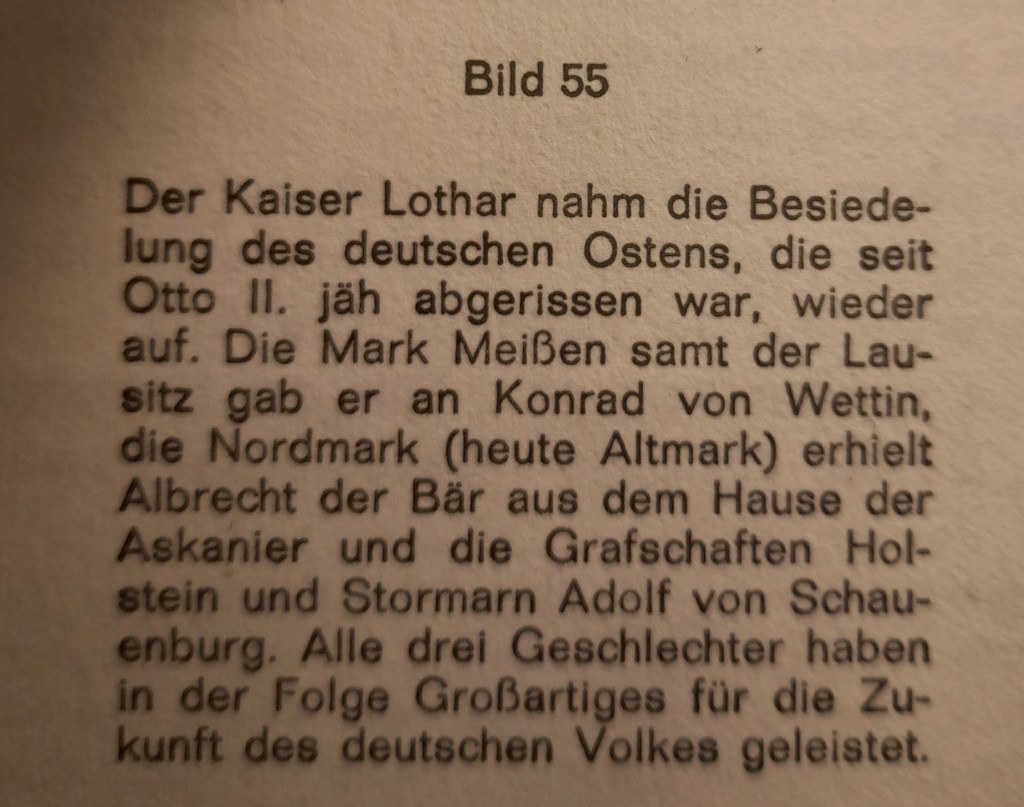 Bild 55
Der Kaiser Lothar nahm die Besiede-
lung des deutschen Ostens, die seit
Otto II. jäh abgerissen war, wieder
auf. Die Mark Meißen samt der Lau-
sitz gab er an Konrad von Wettin,
die Nordmark (heute Altmark) erhielt
Albrecht der Bär aus dem Hause der
Askanier und die Grafschaften Hol-
stein und Stormarn Adolf von Schau-
enburg. Alle drei Geschlechter haben
in der Folge Großartiges für die Zu-
kunft des deutschen Volkes geleistet.